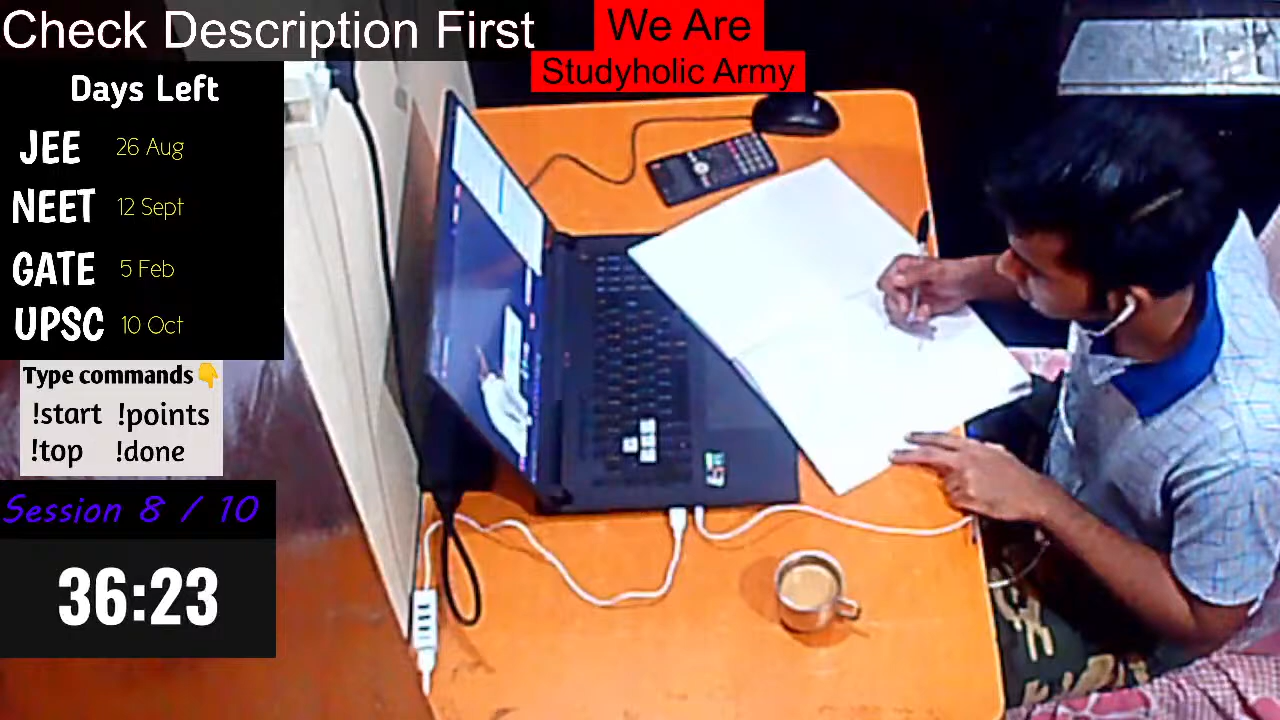 Check Description First
We Are
Studyholic Army
Days Left
JEE 26 Aug
NEET 12 Sept
GATE 5 Feb
UPSC 10 Oct
Type commands👇
!start !points
!top !done
Session 8 / 10
36:23